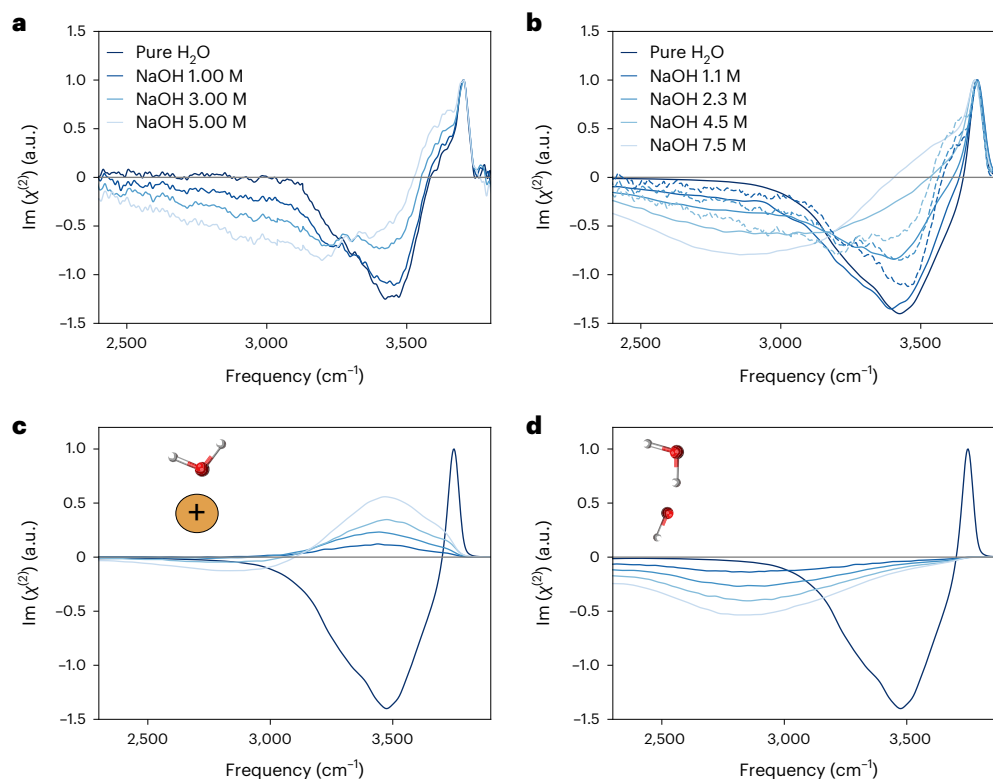 a
Im (χ(2)) (a.u.)
1.0
0.5
0
–0.5
–1.0
–1.5
Pure H2O
NaOH 1.00 M
NaOH 3.00 M
NaOH 5.00 M
2,500 3,000 3,500
Frequency (cm–1)
b
Im (χ(2)) (a.u.)
1.0
0.5
0
–0.5
–1.0
–1.5
Pure H2O
NaOH 1.1 M
NaOH 2.3 M
NaOH 4.5 M
NaOH 7.5 M
2,500 3,000 3,500
Frequency (cm–1)
c
Im (χ(2)) (a.u.)
1.0
0.5
0
–0.5
–1.0
–1.5
+
2,500 3,000 3,500
Frequency (cm–1)
d
Im (χ(2)) (a.u.)
1.0
0.5
0
–0.5
–1.0
–1.5
2,500 3,000 3,500
Frequency (cm–1)